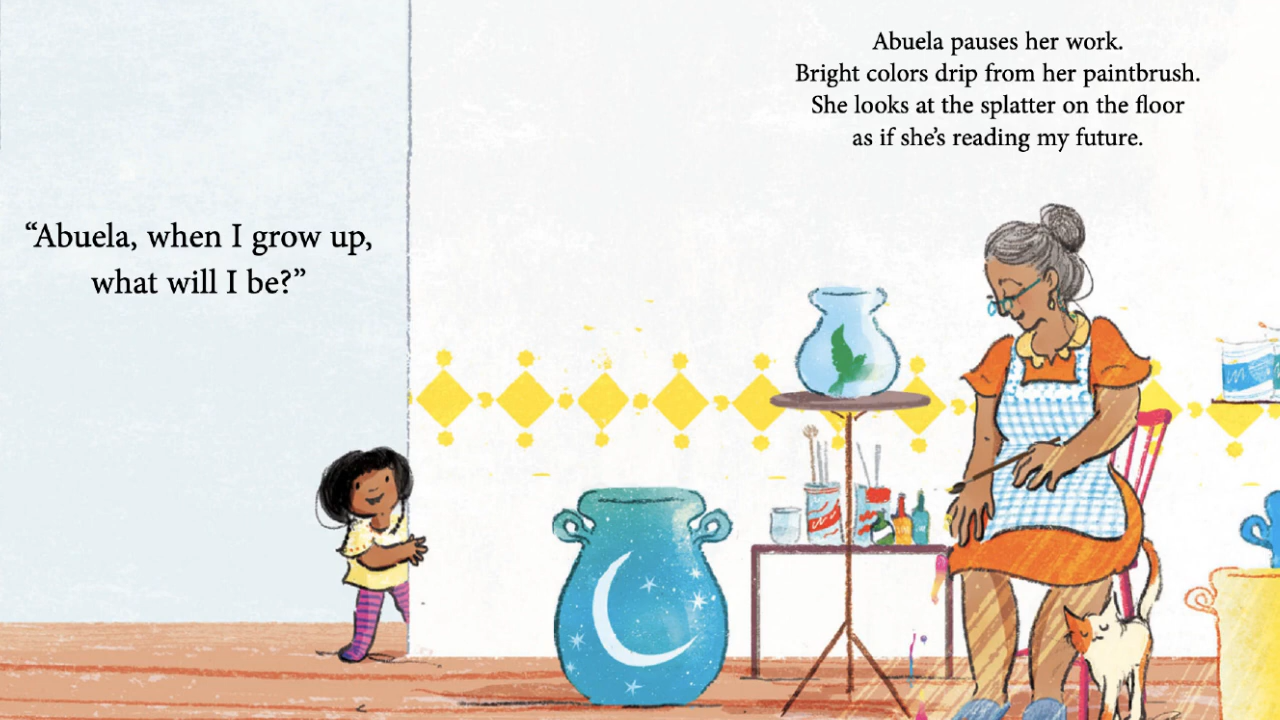 “Abuela, when I grow up,
what will I be?”
Abuela pauses her work.
Bright colors drip from her paintbrush.
She looks at the splatter on the floor
as if she’s reading my future.